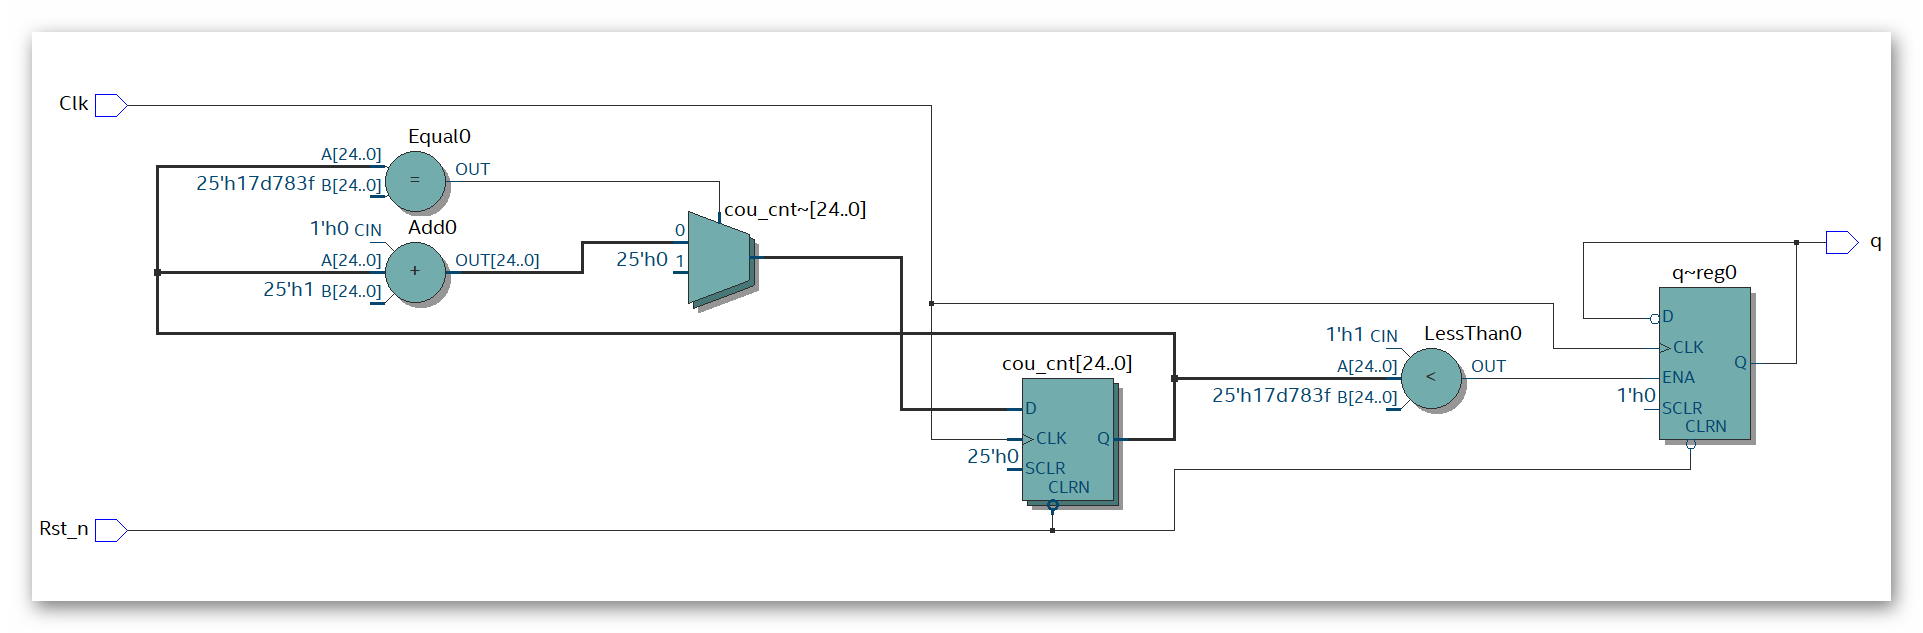 Clk
Equal0
A[24..0]
OUT
25'h17d783f B[24..0]
=
cou_cnt~[24..0]
1'h0 CIN
Add0
0
A[24..0]
+
OUT[24..0]
25'h0 1
25'h1 B[24..0]
q
q~reg0
D
1'h1 CIN
LessThan0
CLK
cou_cnt[24..0]
A[24..0]
<
OUT
Q
ENA
25'h17d783f B[24..0]
1'h0
SCLR
CLRN
D
CLK
Q
25'h0
SCLR
CLRN
Rst_n